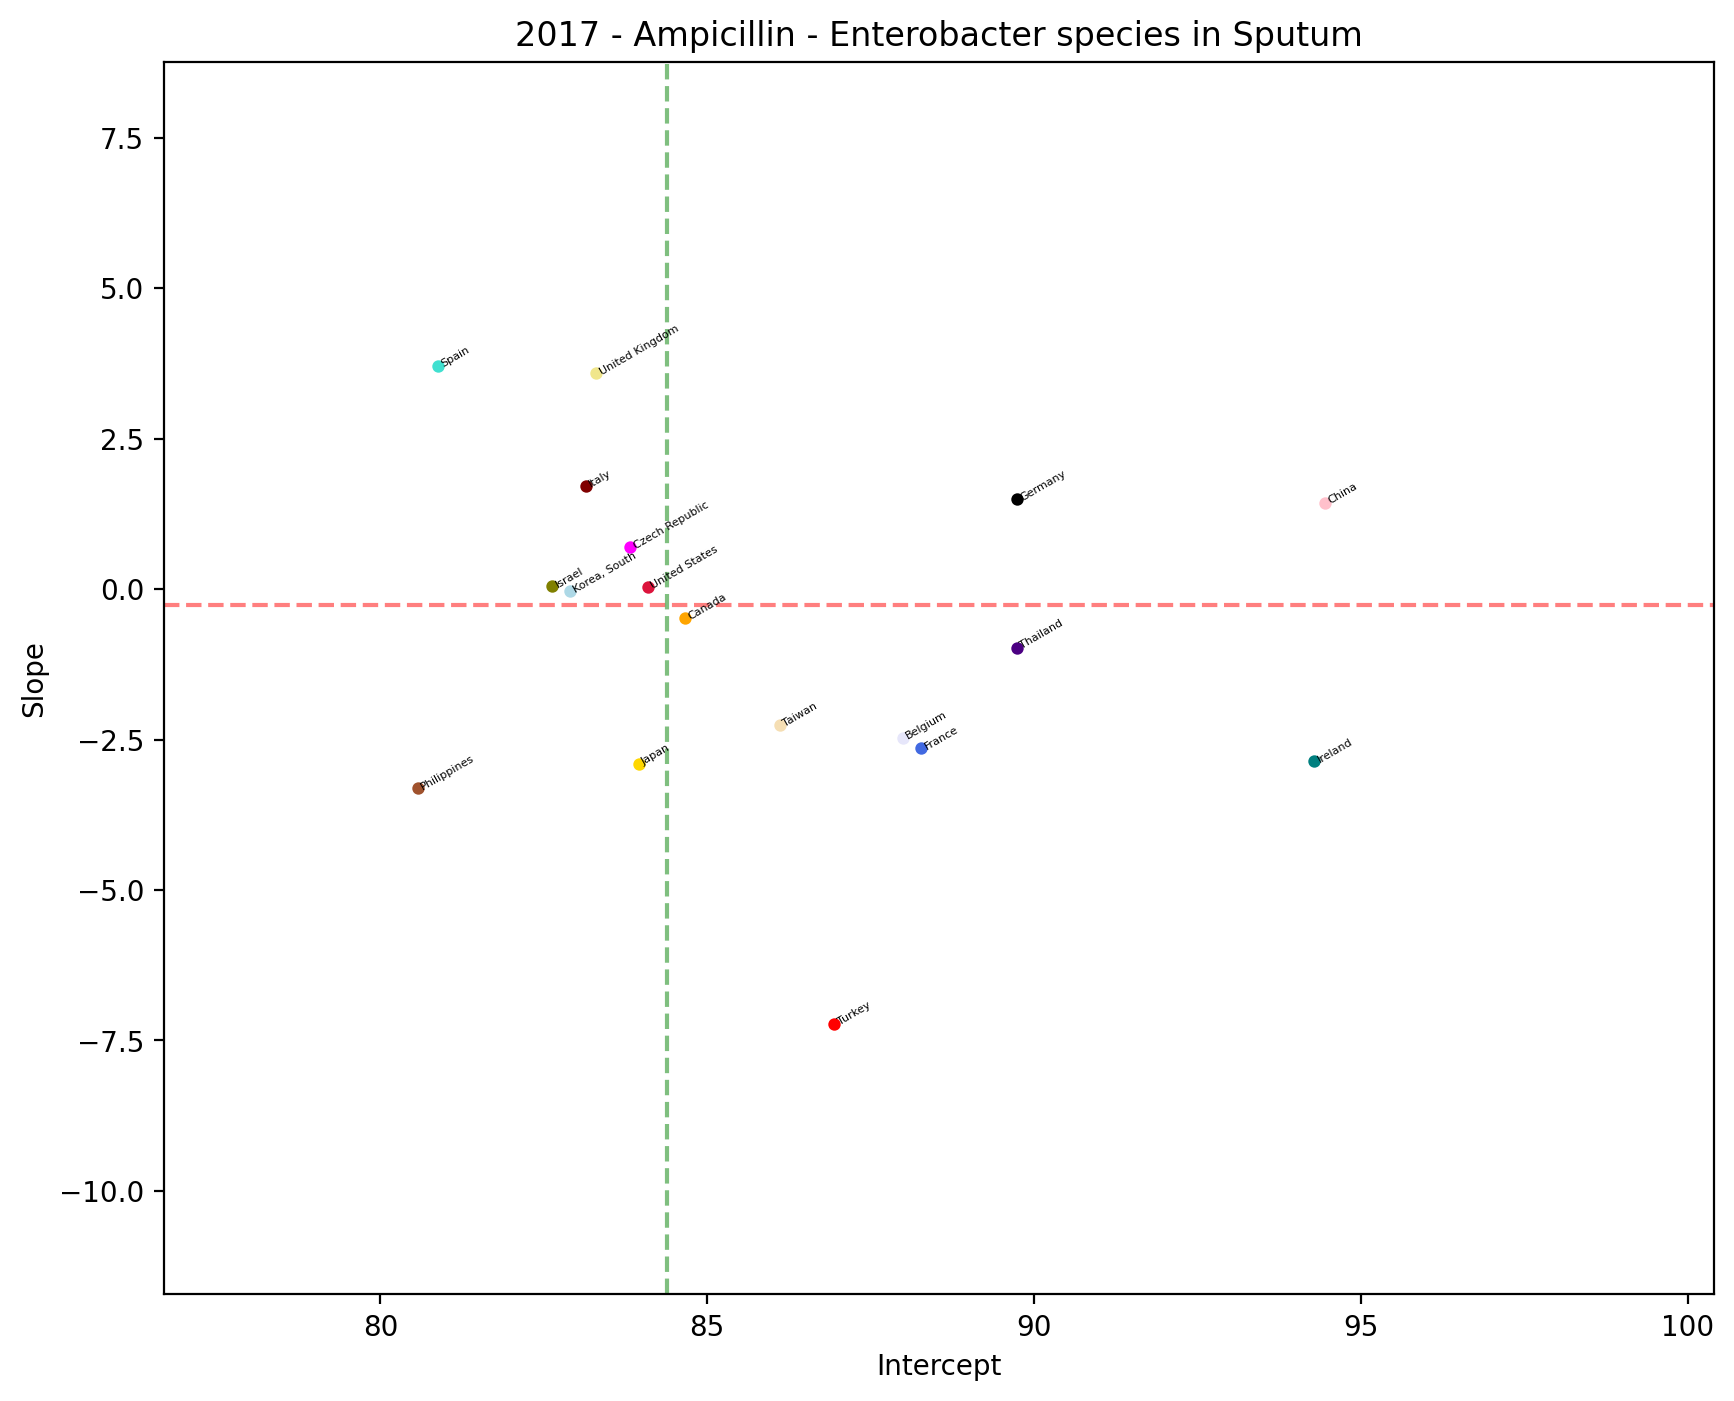 2017 - Ampicillin - Enterobacter species in Sputum
7.5
5.0
2.5
0.0
−2.5
−5.0
−7.5
−10.0
Slope
Spain
United Kingdom
Italy
Germany
China
Czech Republic
Israel
Korea, South
United States
Canada
Thailand
Taiwan
Belgium
France
Japan
Ireland
Philippines
Turkey
80
85
90
95
100
Intercept